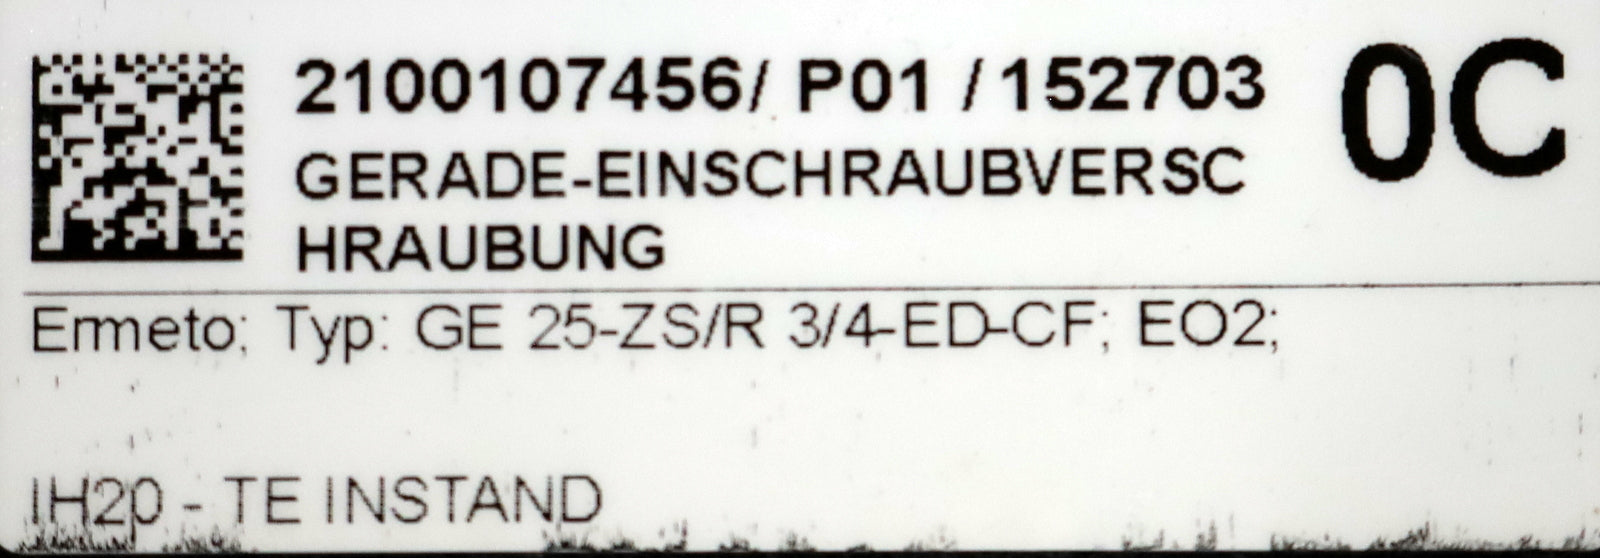 2100107456/ P01 / 152703
0C
GERADE-EINSCHRAUBVERSC
HRAUBUNG
Ermeto; Typ: GE 25-ZS/R 3/4-ED-CF; EO2;
IH20 - TE INSTAND